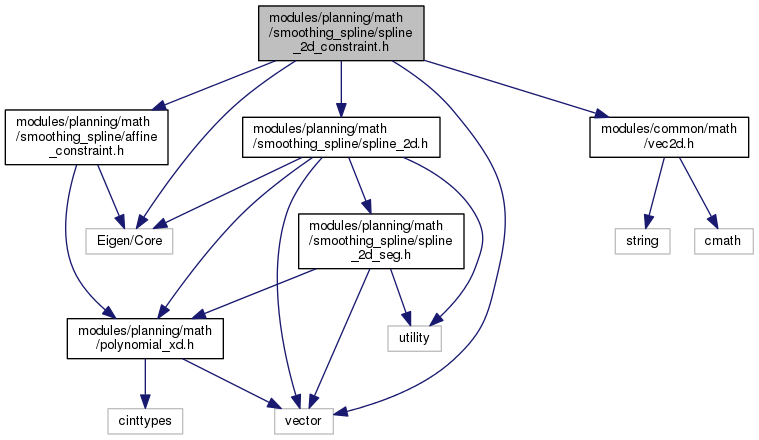 modules/planning/math
/smoothing_spline/spline
_2d_constraint.h
modules/planning/math
/smoothing_spline/affine
_constraint.h
modules/planning/math
/smoothing_spline/spline_2d.h
modules/common/math
/vec2d.h
Eigen/Core
modules/planning/math
/smoothing_spline/spline
_2d_seg.h
string
cmath
modules/planning/math
/polynomial_xd.h
utility
cinttypes
vector